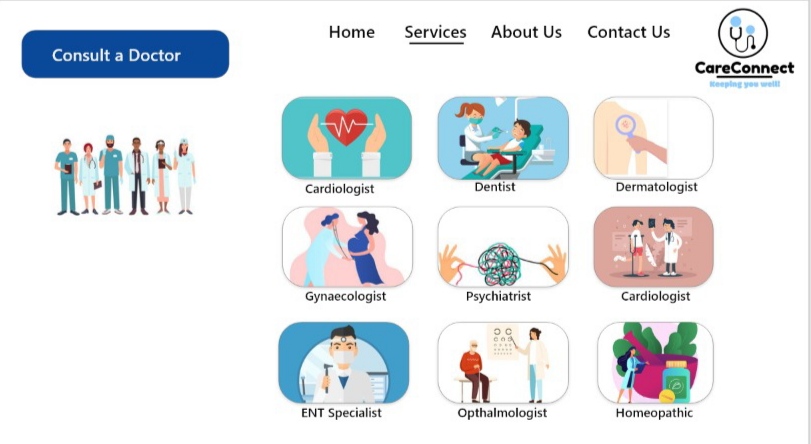 Home Services About Us Contact Us
Consult a Doctor
CareConnect
Keeping you well!
Cardiologist Dentist Dermatologist
Gynaecologist Psychiatrist Cardiologist
ENT Specialist Opthalmologist Homeopathic